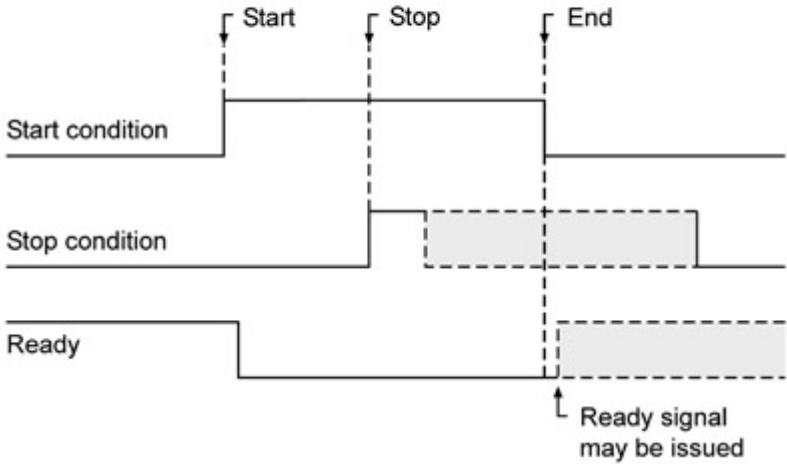 Start
Stop
End
Start condition
Stop condition
Ready
Ready signal
may be issued